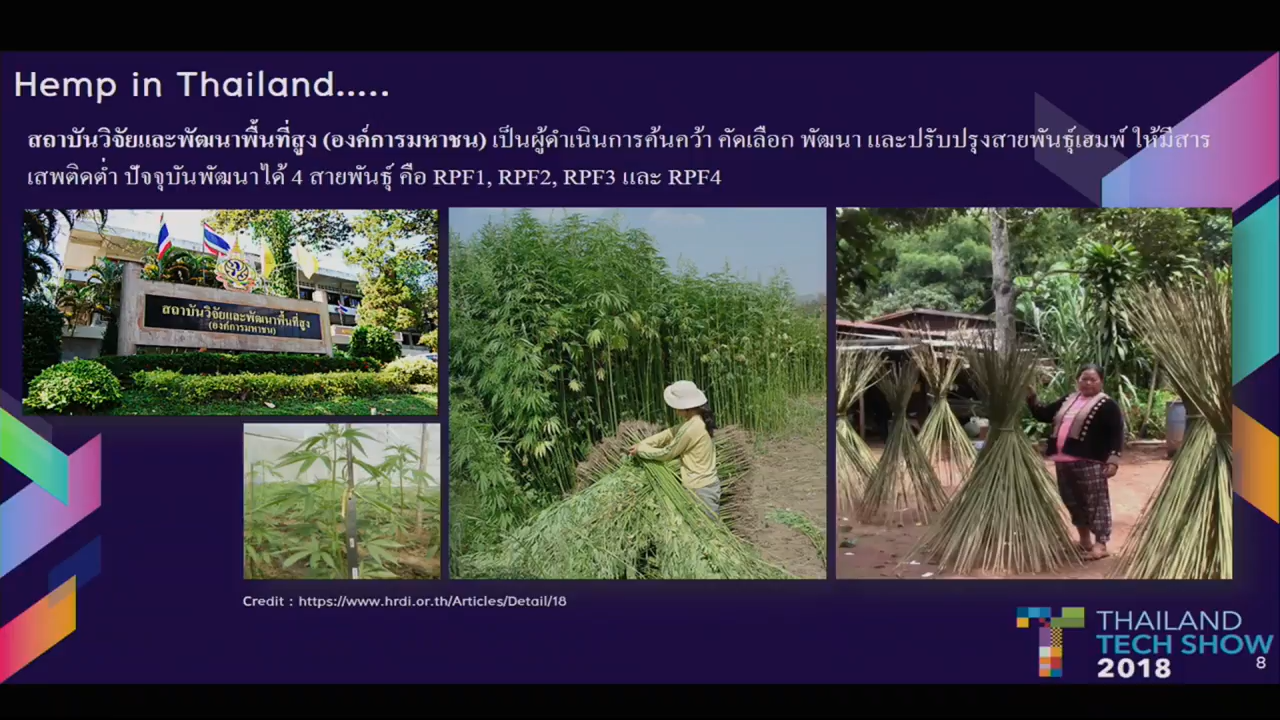 Hemp in Thailand.....
สถาบันวิจัยและพัฒนาพื้นที่สูง (องค์การมหาชน) เป็นผู้ดำเนินการค้นคว้า คัดเลือก พัฒนา และปรับปรุงสายพันธุ์เฮมพ์ ให้มีสาร
เสพติดต่ำ ปัจจุบันพัฒนาได้ 4 สายพันธุ์ คือ RPF1, RPF2, RPF3 และ RPF4
สถาบันวิจัยและพัฒนาพื้นที่สูง
(องค์การมหาชน)
Credit : https://www.hrdi.or.th/Articles/Detail/18
THAILAND
TECH SHOW
2018
8